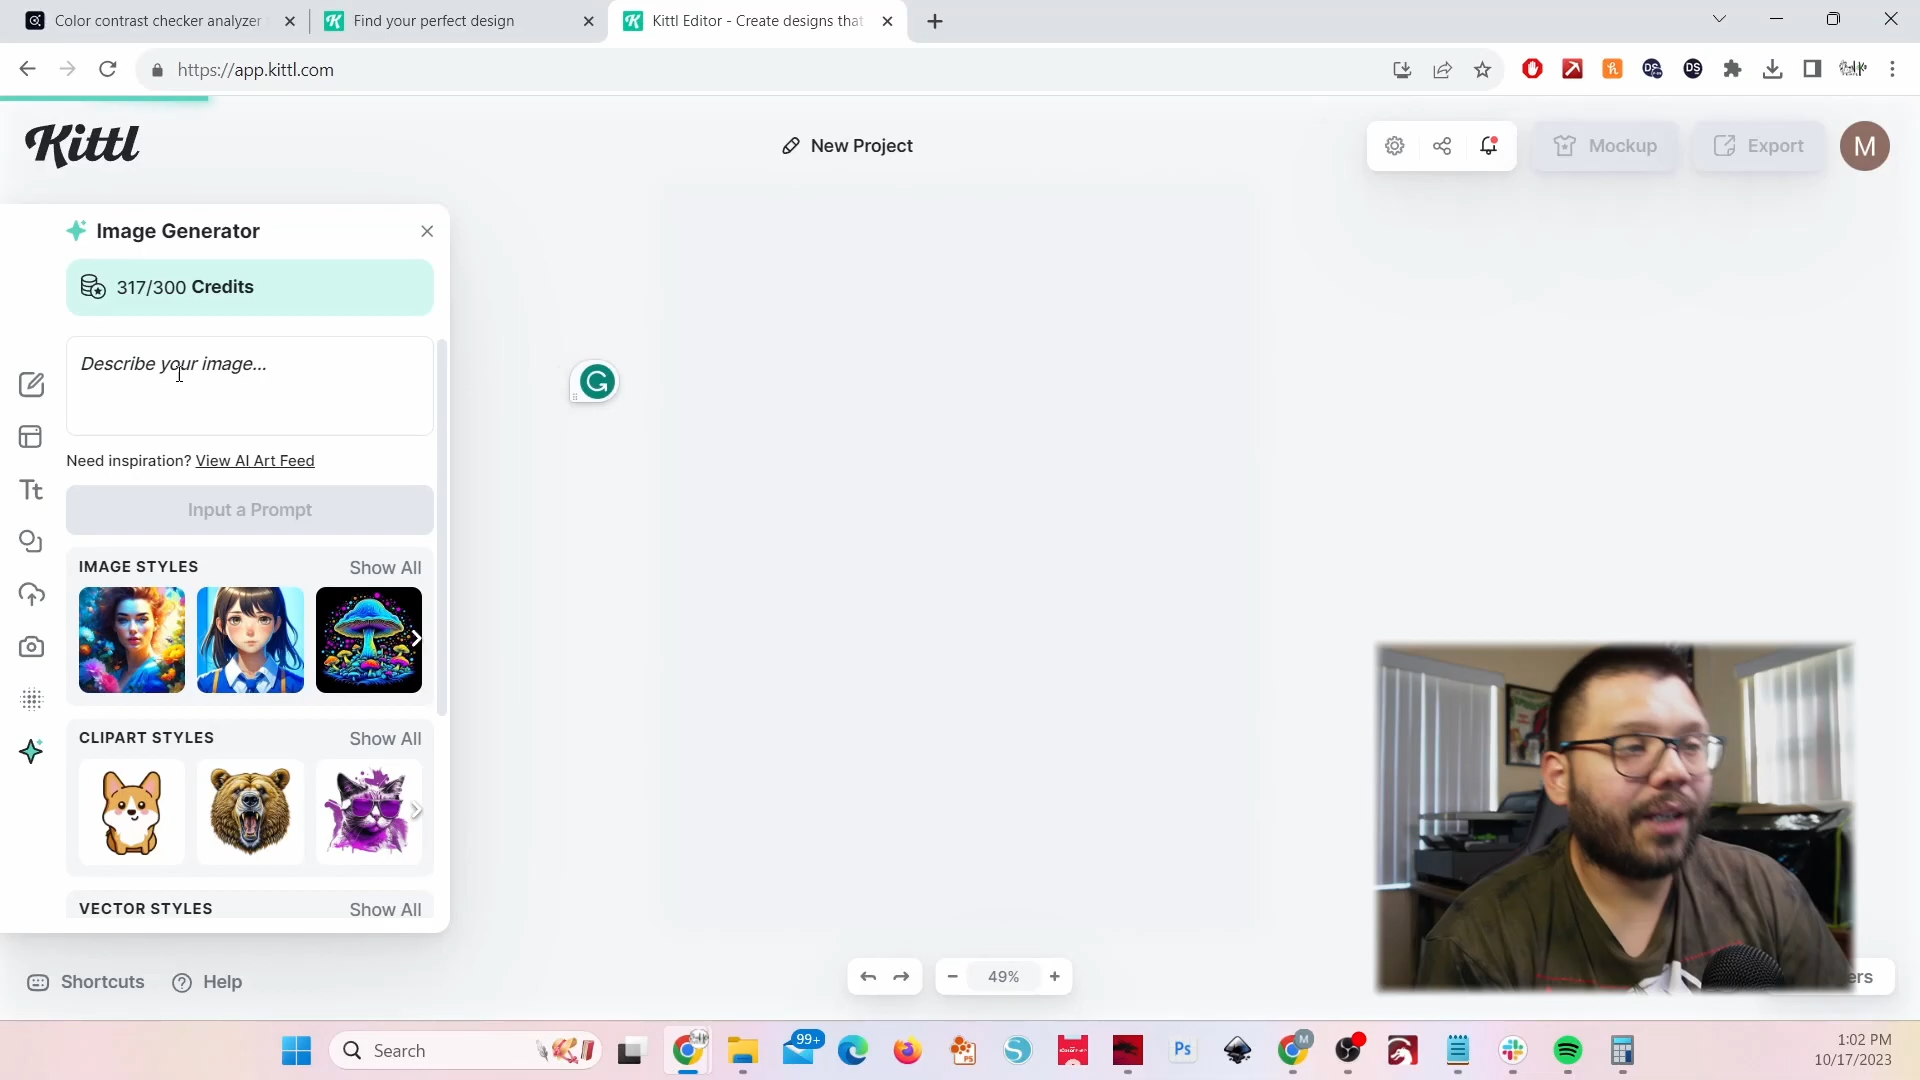 Color contrast checker analyzer
Find your perfect design
Kittl Editor - Create designs that
https://app.kittl.com
Kittl
New Project
Mockup
Export
M
Image Generator
317/300 Credits
Describe your image...
Need inspiration? View AI Art Feed
Input a Prompt
IMAGE STYLES
Show All
CLIPART STYLES
Show All
VECTOR STYLES
Show All
Tt
Shortcuts
Help
49%
ers
Search
99+
Ps
M
1:02 PM
10/17/2023